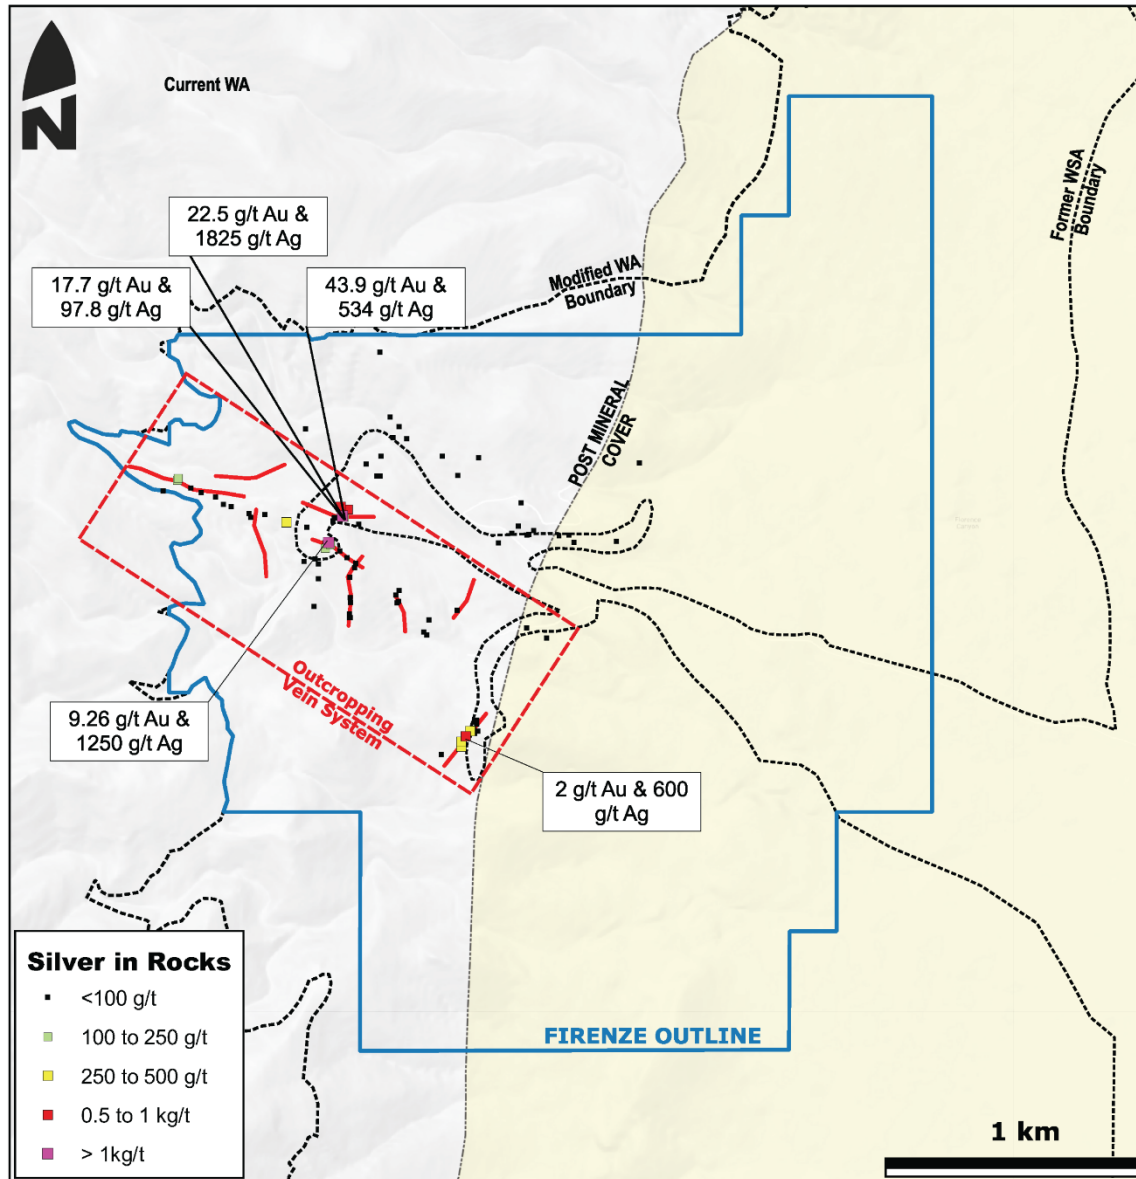 N
Current WA
Former WSA
Boundary
22.5 g/t Au &
1825 g/t Ag
17.7 g/t Au &
97.8 g/t Ag
43.9 g/t Au &
534 g/t Ag
Modified WA
Boundary
POST MINERAL
COVER
Outcropping
Vein System
9.26 g/t Au &
1250 g/t Ag
2 g/t Au & 600
g/t Ag
Silver in Rocks
<100 g/t
100 to 250 g/t
250 to 500 g/t
0.5 to 1 kg/t
> 1kg/t
FIRENZE OUTLINE
1 km